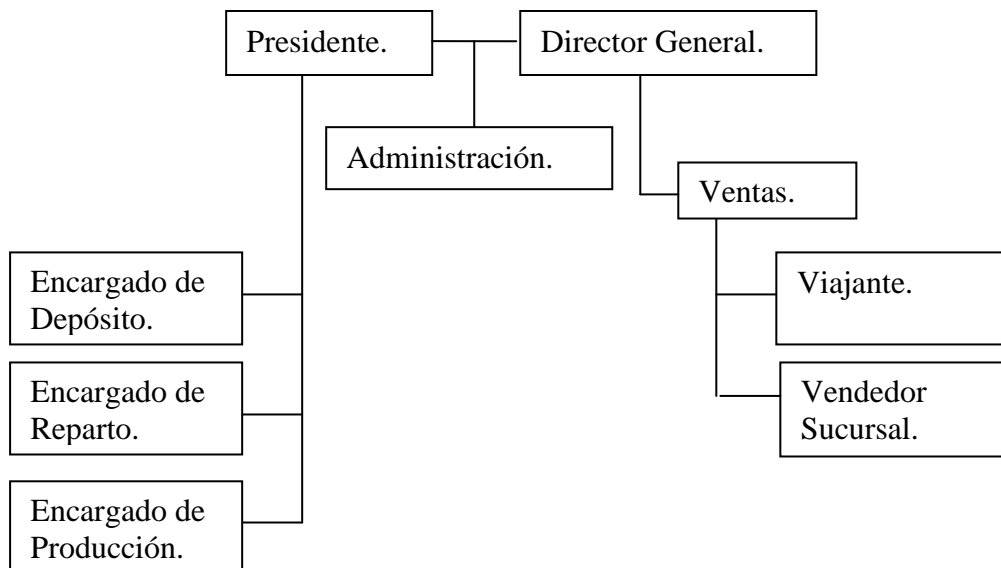 Presidente.
Director General.
Administración.
Ventas.
Encargado de
Depósito.
Viajante.
Encargado de
Reparto.
Vendedor
Sucursal.
Encargado de
Producción.